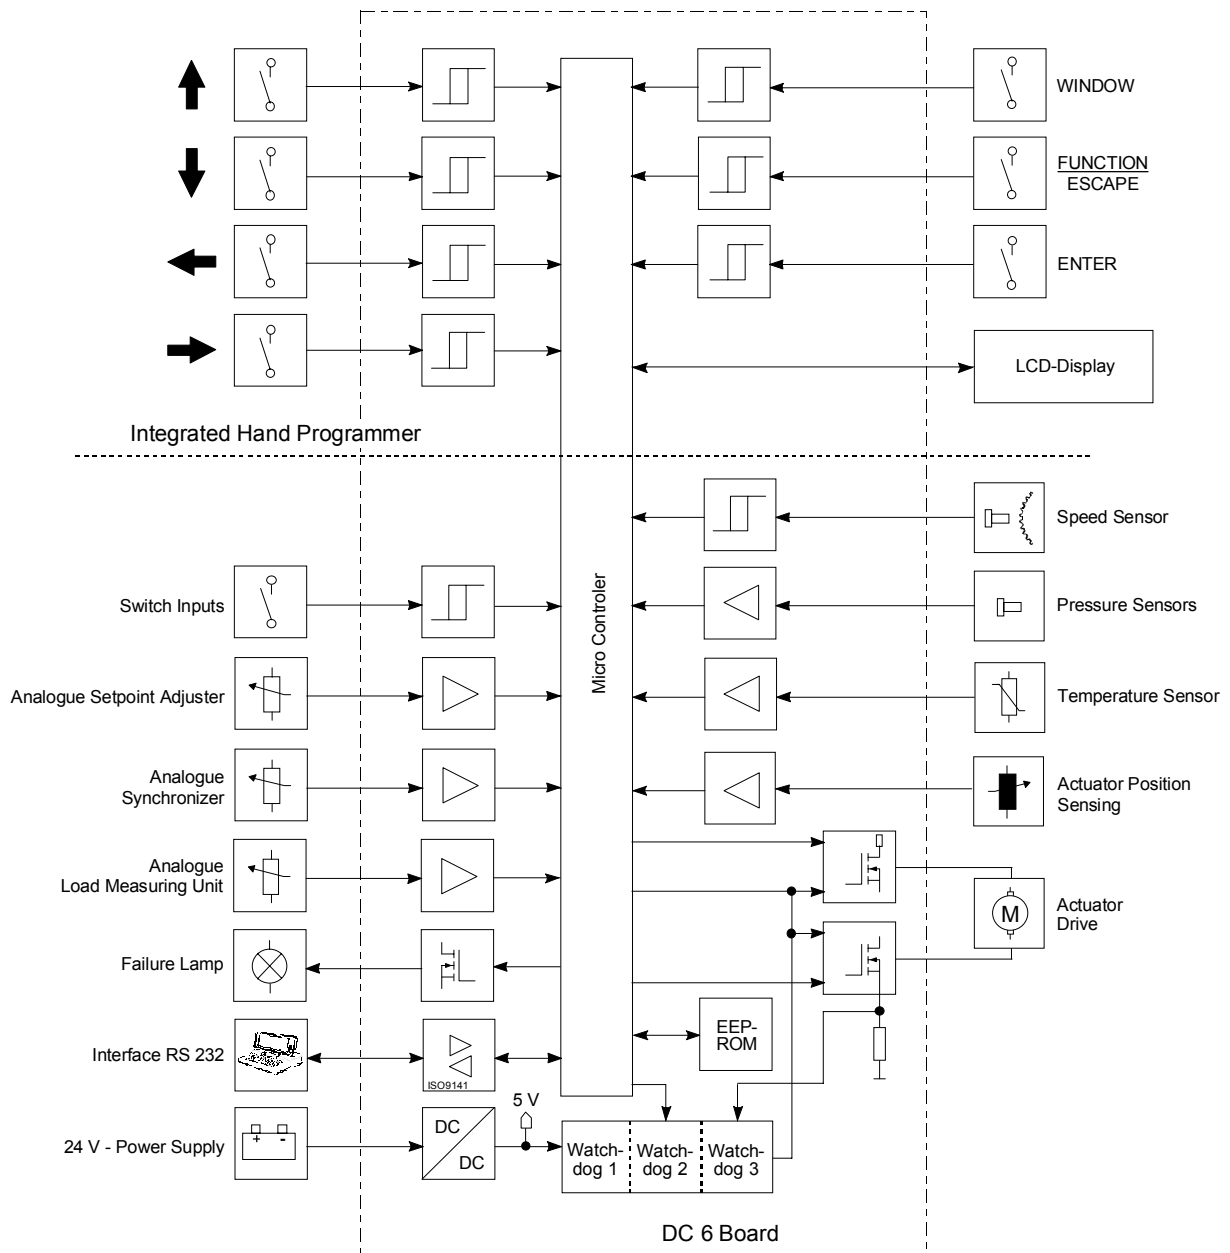 WINDOW
FUNCTION
ESCAPE
ENTER
LCD-Display
Integrated Hand Programmer
Speed Sensor
Switch Inputs
Micro Controler
Pressure Sensors
Analogue Setpoint Adjuster
Temperature Sensor
Analogue
Synchronizer
Actuator Position
Sensing
Analogue
Load Measuring Unit
M
Actuator
Drive
Failure Lamp
EEP-
ROM
Interface RS 232
ISO9141
5 V
24 V - Power Supply
+ -
DC
DC
Watch-
dog 1
Watch-
dog 2
Watch-
dog 3
DC 6 Board